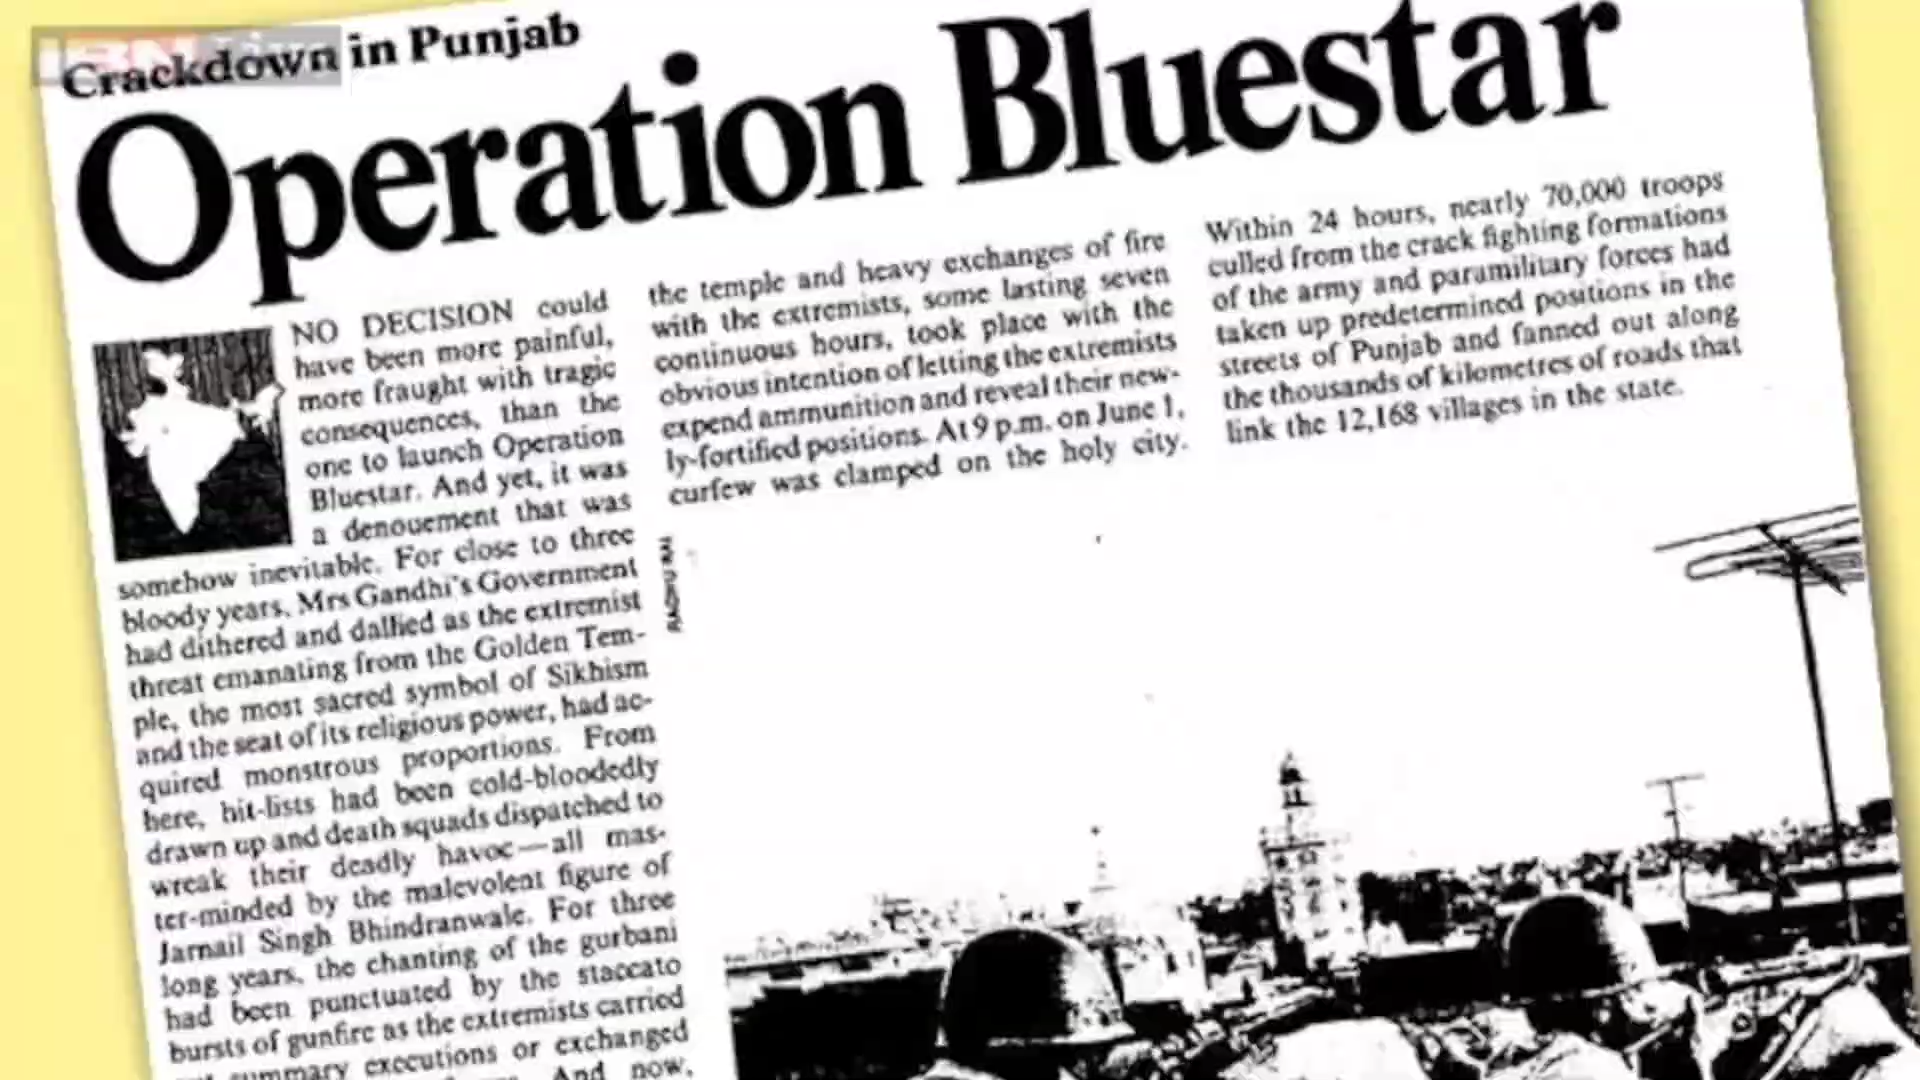 IBN Live
Crackdown in Punjab
Operation Bluestar
NO DECISION could
have been more painful,
more fraught with tragic
consequences, than the
one to launch Operation
Bluestar. And yet, it was
a denouement that was
somehow inevitable. For close to three
bloody years, Mrs Gandhi's Government
had dithered and dallied as the extremist
threat emanating from the Golden Tem-
ple, the most sacred symbol of Sikhism
and the seat of its religious power, had ac-
quired monstrous proportions. From
here, hit-lists had been cold-bloodedly
drawn up and death squads dispatched to
wreak their deadly havoc—all mas-
ter-minded by the malevolent figure of
Jarnail Singh Bhindranwale. For three
long years, the chanting of the gurbani
had been punctuated by the staccato
bursts of gunfire as the extremists carried
summary executions or exchanged
And now,
the temple and heavy exchanges of fire
with the extremists, some lasting seven
continuous hours, took place with the
obvious intention of letting the extremists
expend ammunition and reveal their new-
ly-fortified positions. At 9 p.m. on June 1,
curfew was clamped on the holy city.
RAGHU RAI
Within 24 hours, nearly 70,000 troops
culled from the crack fighting formations
of the army and paramilitary forces had
taken up predetermined positions in the
streets of Punjab and fanned out along
the thousands of kilometres of roads that
link the 12,168 villages in the state.